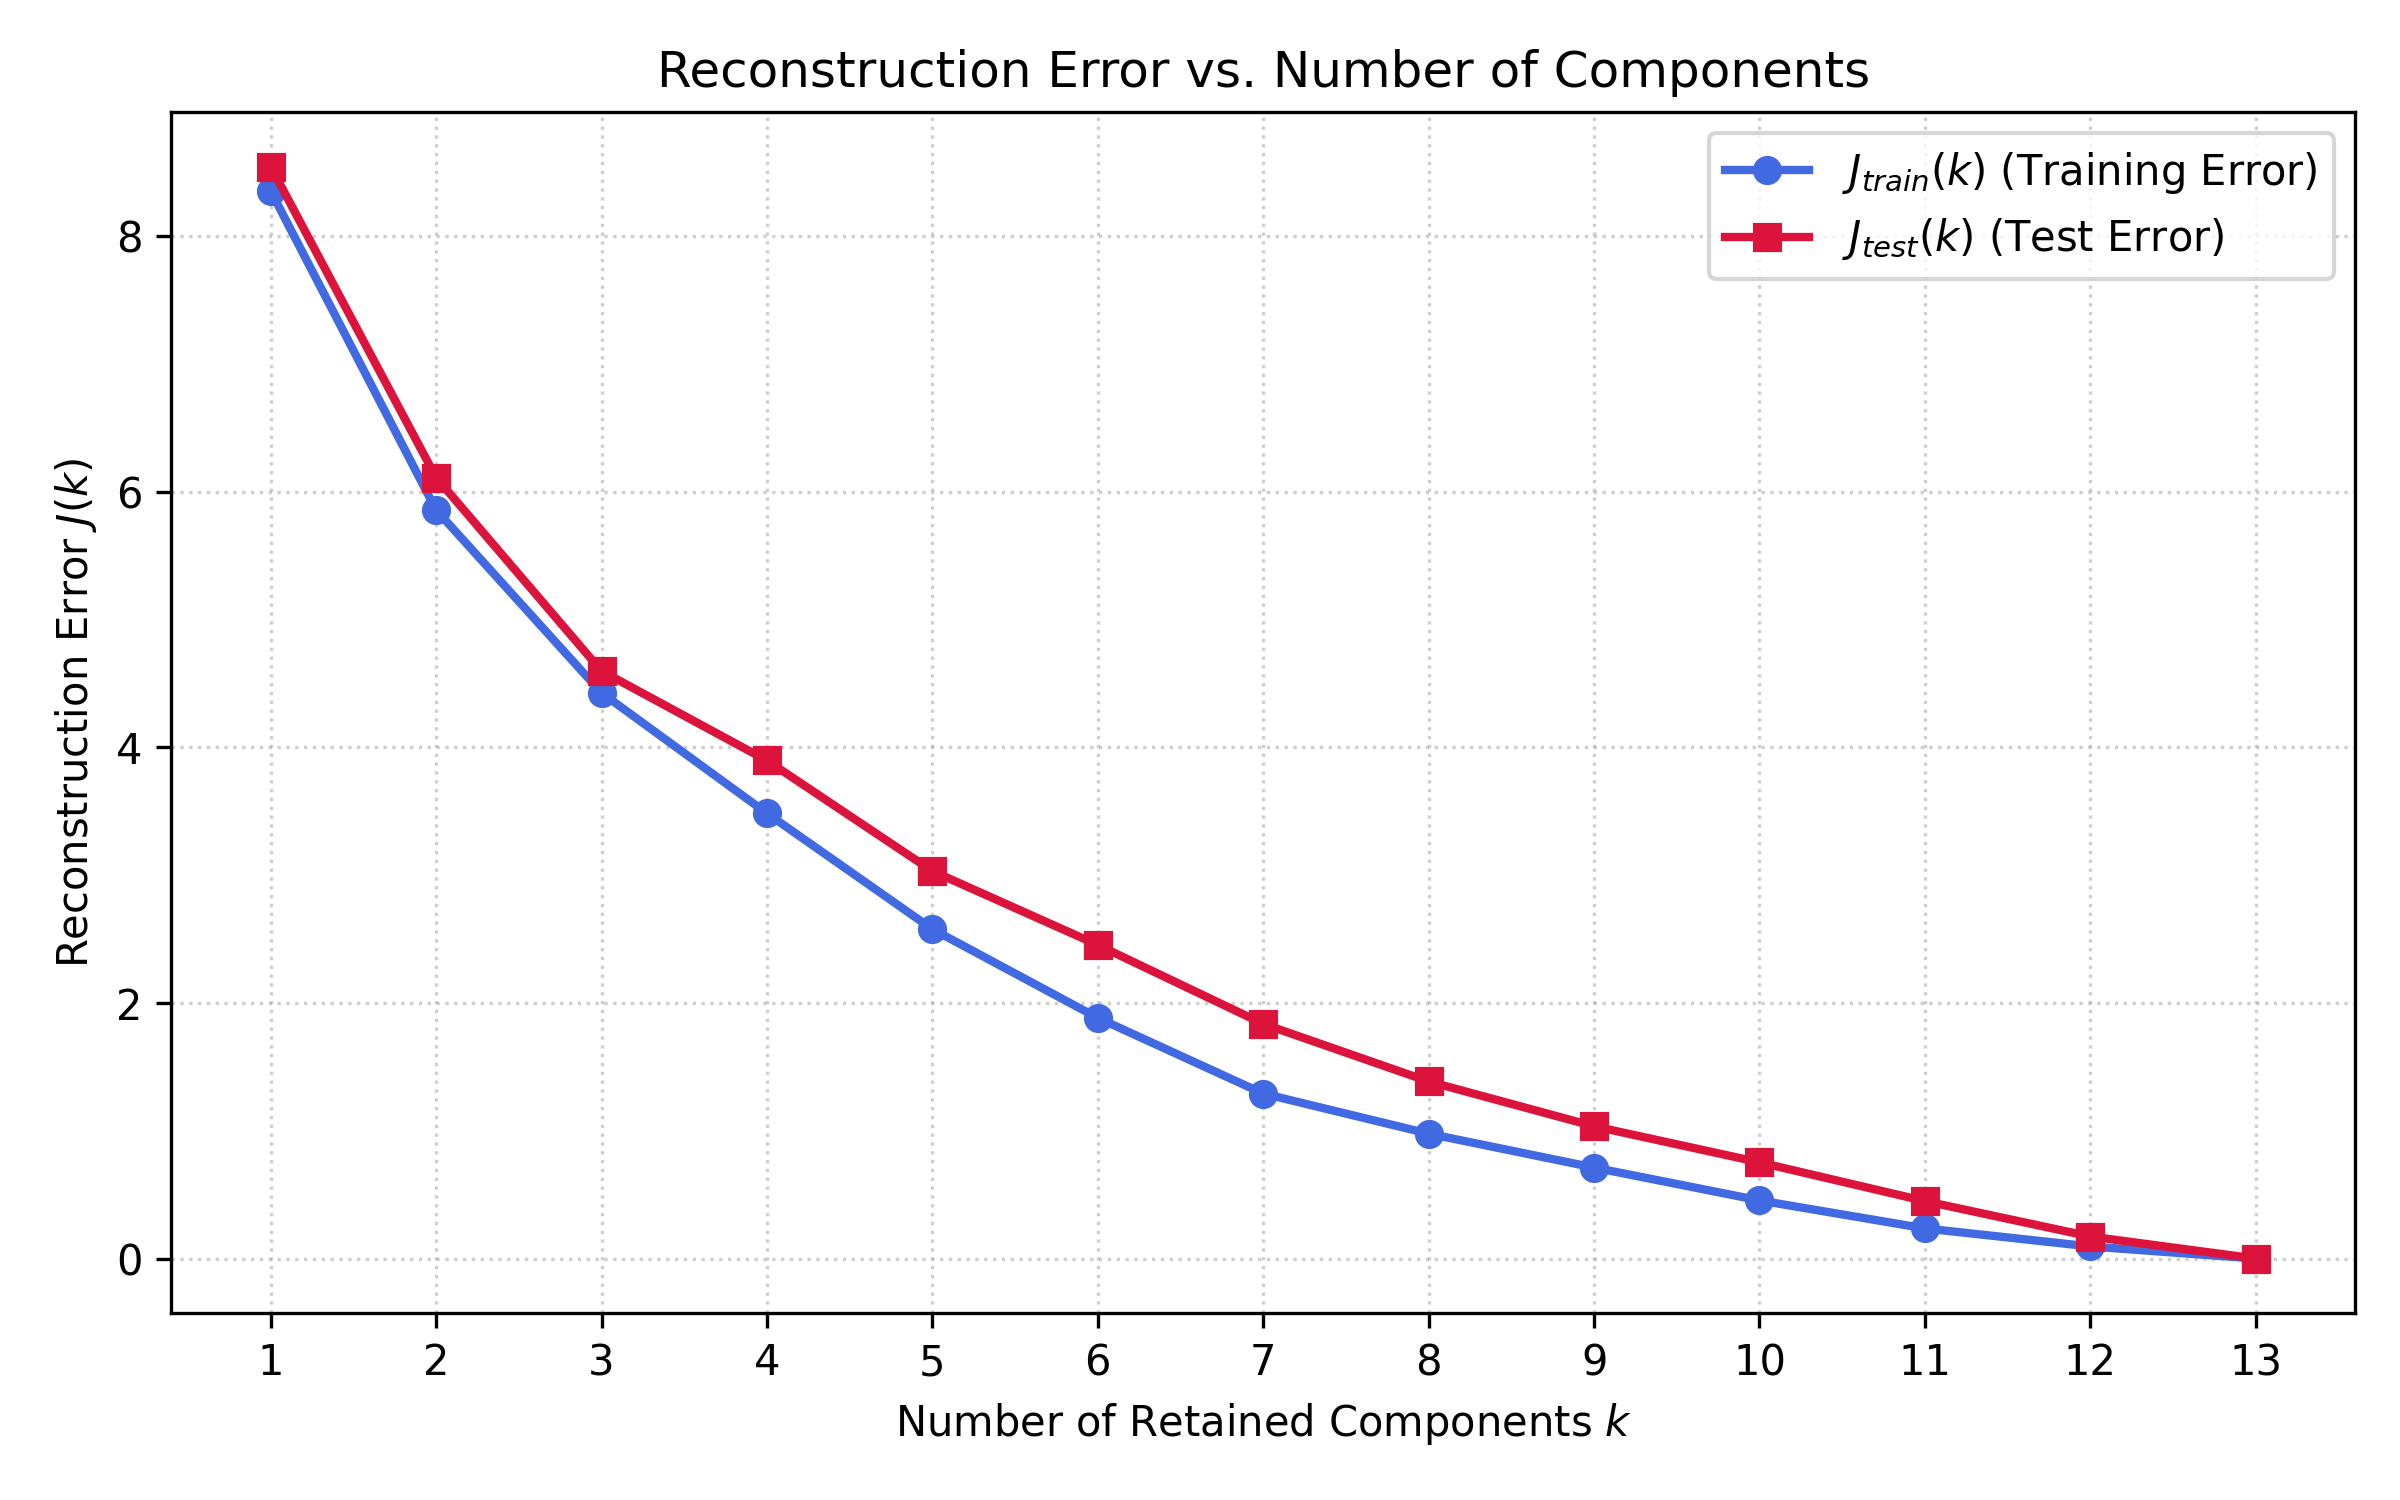 Reconstruction Error vs. Number of Components
J_train(k) (Training Error)
J_test(k) (Test Error)
Reconstruction Error J(k)
8
6
4
2
0
1 2 3 4 5 6 7 8 9 10 11 12 13
Number of Retained Components k